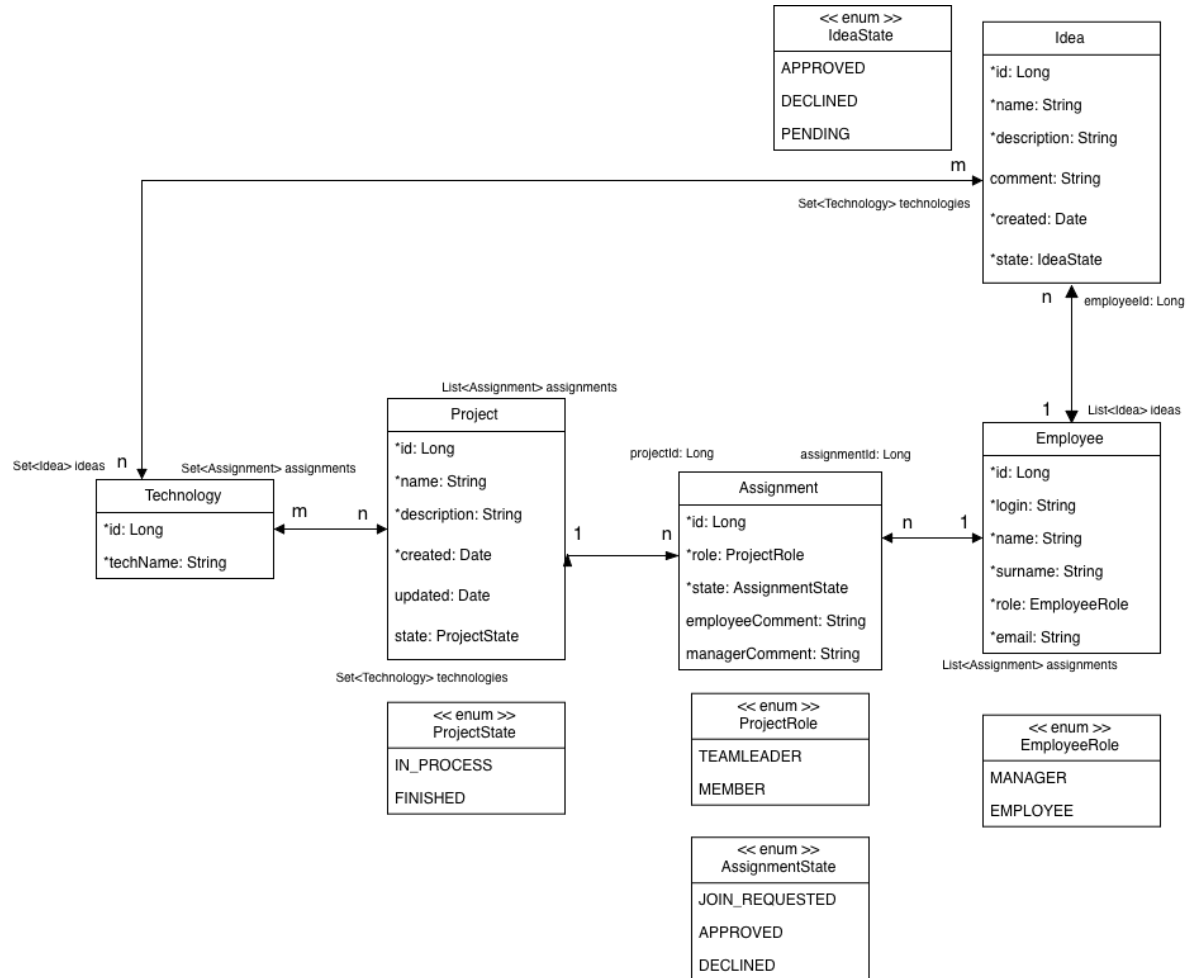 << enum >>
IdeaState
APPROVED
DECLINED
PENDING
Idea
*id: Long
*name: String
*description: String
comment: String
*created: Date
*state: IdeaState
m
Set<Technology> technologies
n
employeeId: Long
1
List<Idea> ideas
Set<Idea> ideas
n
Set<Assignment> assignments
Technology
*id: Long
*techName: String
m
n
List<Assignment> assignments
Project
*id: Long
*name: String
*description: String
*created: Date
updated: Date
state: ProjectState
Set<Technology> technologies
1
n
projectId: Long
assignmentId: Long
Assignment
*id: Long
*role: ProjectRole
*state: AssignmentState
employeeComment: String
managerComment: String
n
1
Employee
*id: Long
*login: String
*name: String
*surname: String
*role: EmployeeRole
*email: String
List<Assignment> assignments
<< enum >>
ProjectState
IN_PROCESS
FINISHED
<< enum >>
ProjectRole
TEAMLEADER
MEMBER
<< enum >>
EmployeeRole
MANAGER
EMPLOYEE
<< enum >>
AssignmentState
JOIN_REQUESTED
APPROVED
DECLINED